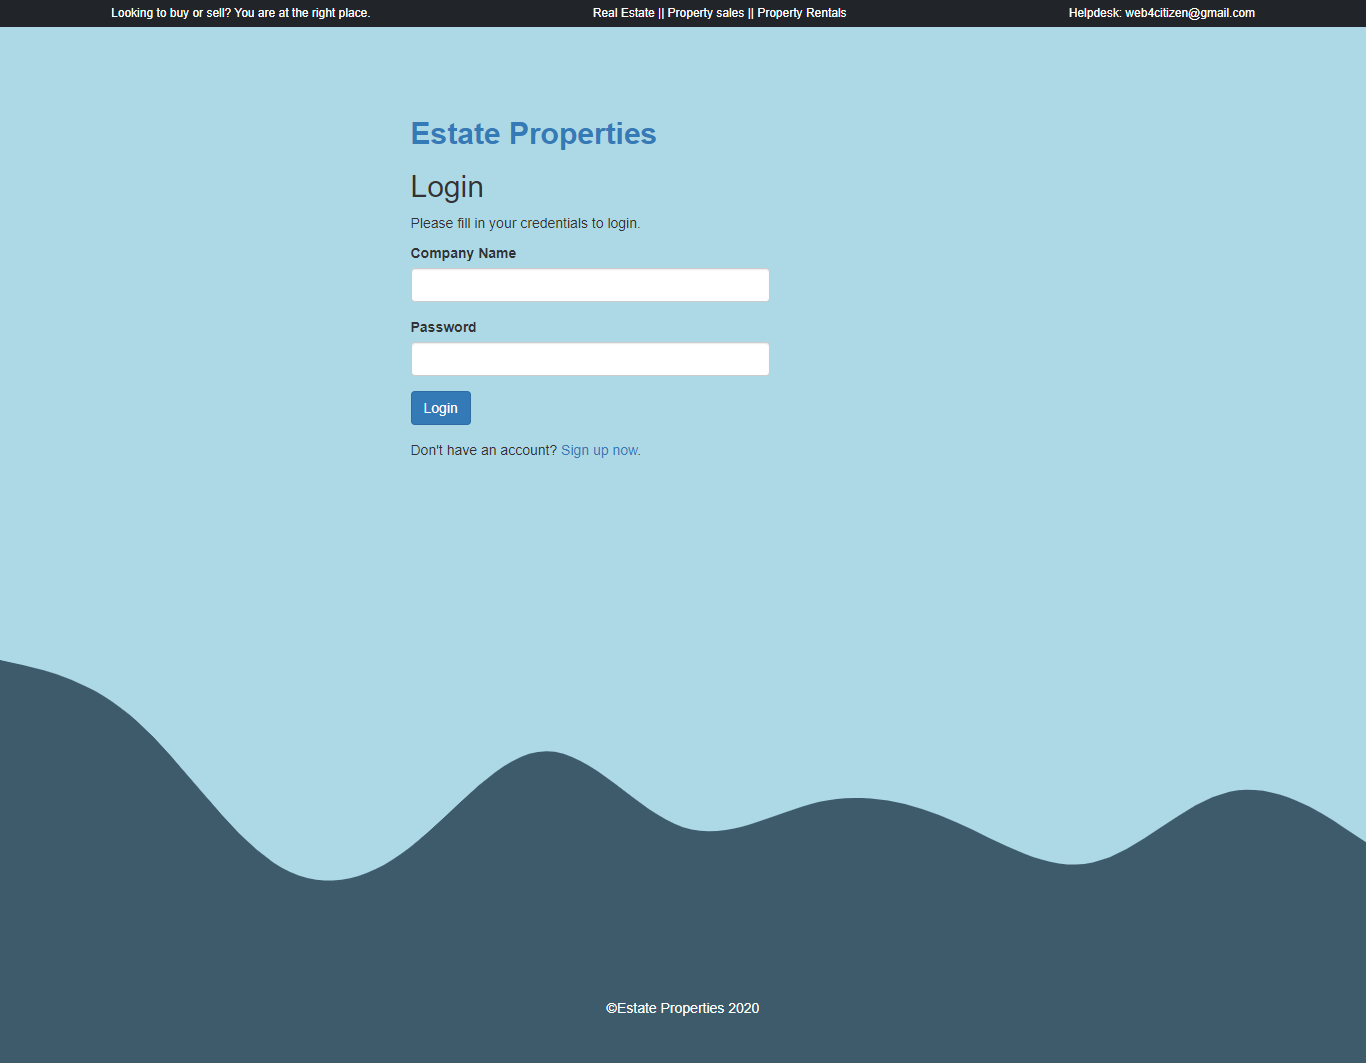 Looking to buy or sell? You are at the right place.
Real Estate || Property sales || Property Rentals
Helpdesk: web4citizen@gmail.com
Estate Properties
Login
Please fill in your credentials to login.
Company Name
Password
Login
Don't have an account? Sign up now.
©Estate Properties 2020